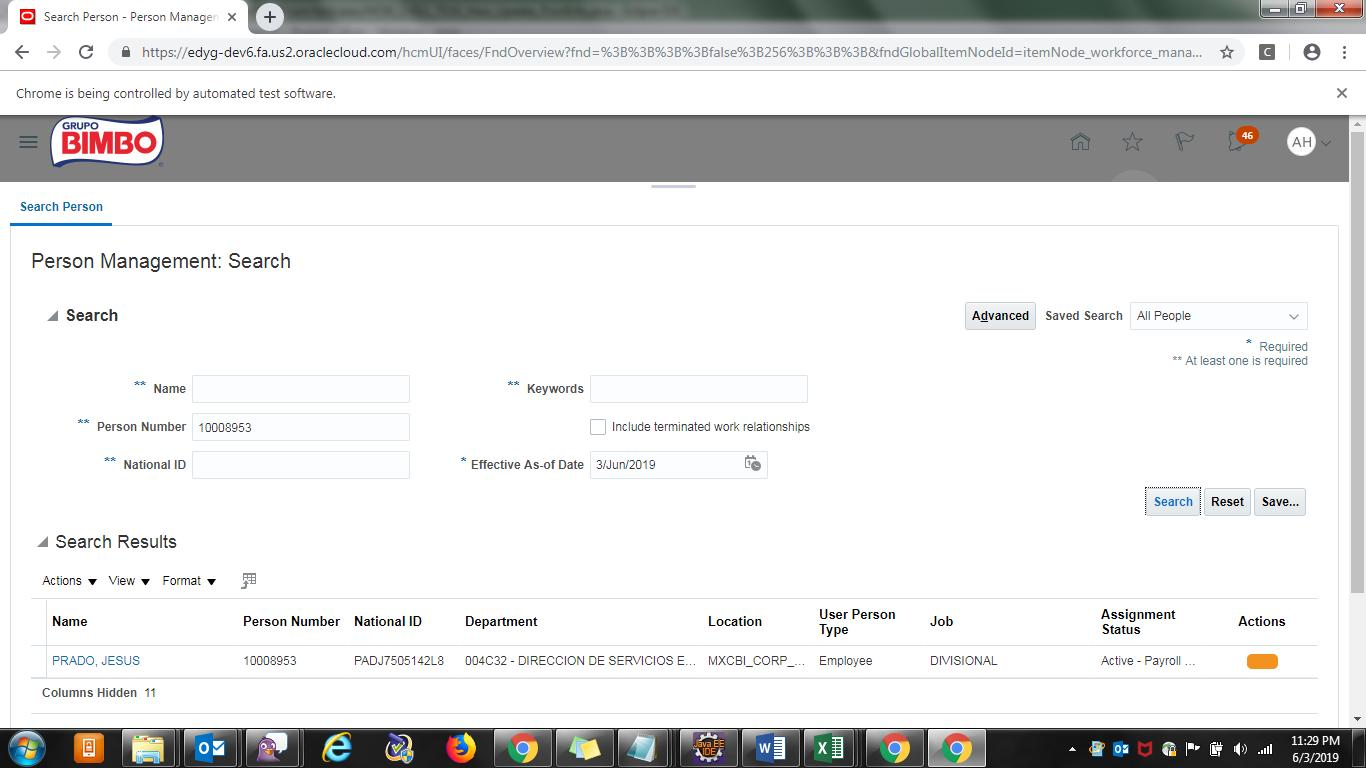 Search Person - Person Managen
https://edyg-dev6.fa.us2.oraclecloud.com/hcmUI/faces/FndOverview?fnd=%3B%3B%3B%3Bfalse%3B256%3B%3B%3B&fndGlobalItemNodeId=itemNode_workforce_mana...
C
Chrome is being controlled by automated test software.
GRUPO
BIMBO
46
AH
Search Person
Person Management: Search
Search
Advanced Saved Search All People
* Required
** At least one is required
** Name
** Keywords
** Person Number 10008953
Include terminated work relationships
** National ID
* Effective As-of Date 3/Jun/2019
Search Reset Save...
Search Results
Actions View Format
Name Person Number National ID Department Location User Person Type Job Assignment Status Actions
PRADO, JESUS 10008953 PADJ7505142L8 004C32 - DIRECCION DE SERVICIOS E... MXCBI_CORP_... Employee DIVISIONAL Active - Payroll ...
Columns Hidden 11
Java EE
IDE
11:29 PM
6/3/2019